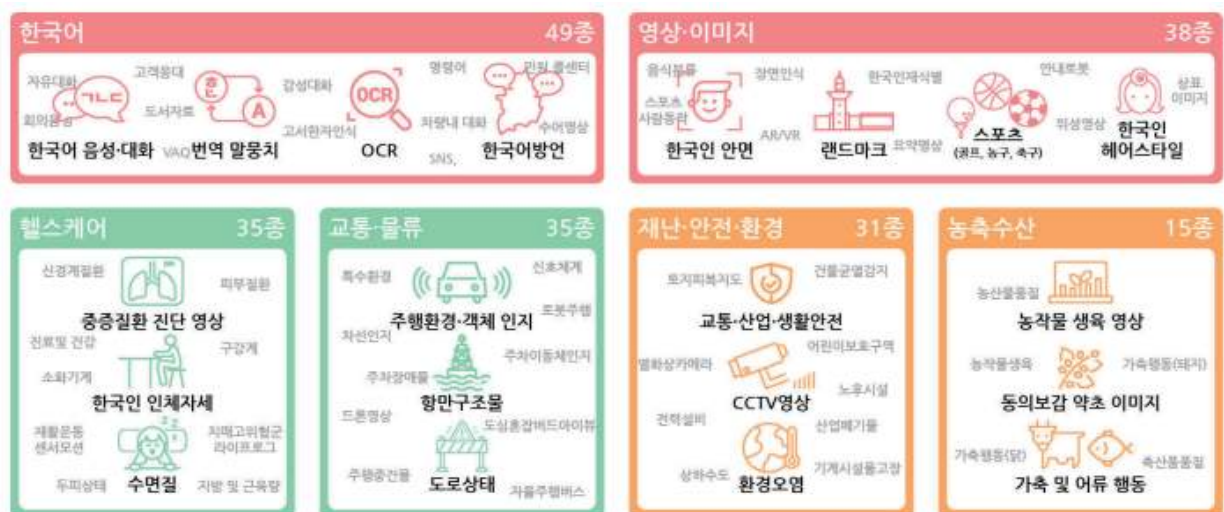 한국어 49종
자유대화 고객응대 감성대화 명령어 민원 콜센터
ㄱㄴㄷ 흔 A OCR
회의환경 도서자료 고서한자인식 차량내 대화 수어영상
한국어 음성·대화 VAQ 번역 말뭉치 OCR SNS, 한국어방언
영상·이미지 38종
음식분류 장면인식 한국인재식별 안내로봇 상표
이미지
스포츠
사람동작 AR/VR 요약영상 위성영상
한국인 안면 랜드마크 스포츠 한국인
(골프, 농구, 축구) 헤어스타일
헬스케어 35종
신경계질환 피부질환
중증질환 진단 영상
진료및 건강 구강계
소화기계
한국인 인체자세
재활운동 치매고위험군
센서모션 라이프로그
두피상태 수면질 지방 및 근육량
교통·물류 35종
특수환경 신호체계
로봇주행
주행환경·객체 인지
차선인지 주차이동체인지
주차장애물
항만구조물
드론영상 도심혼잡버드아이뷰
주행중건물 도로상태 자율주행버스
재난·안전·환경 31종
토지피복지도 건물균열감지
교통·산업·생활안전
열화상카메라 어린이보호구역
노후시설
CCTV영상
전력설비 산업폐기물
상하수도 환경오염 기계시설물고장
농축수산 15종
농산물품질
농작물 생육 영상
농작물생육 가축행동(돼지)
동의보감 약초 이미지
가축행동(닭) 축산품품질
가축 및 어류 행동